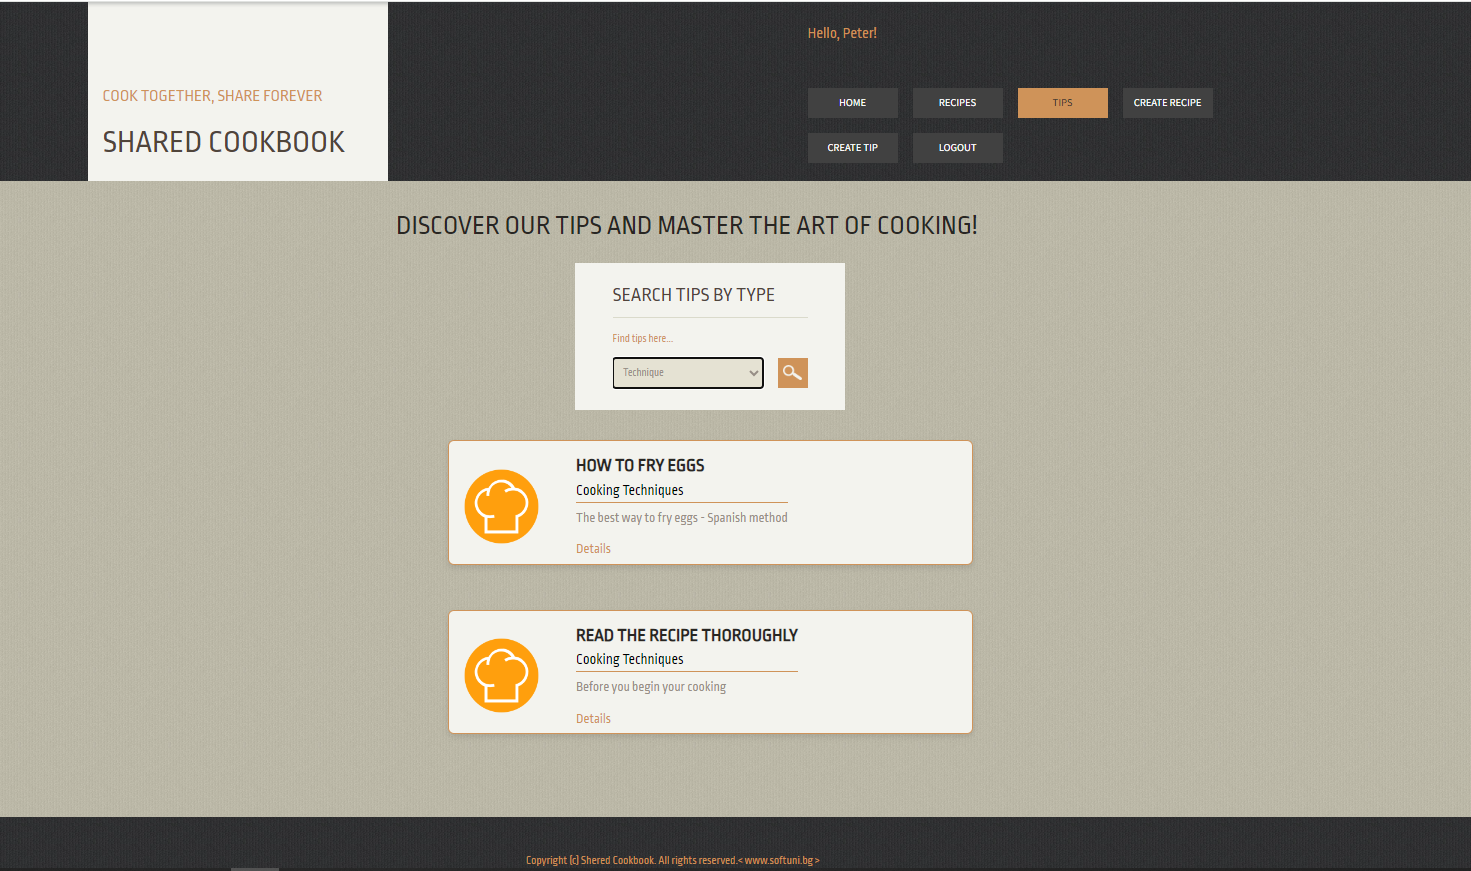 Hello, Peter!
COOK TOGETHER, SHARE FOREVER
SHARED COOKBOOK
HOME RECIPES TIPS CREATE RECIPE
CREATE TIP LOGOUT
DISCOVER OUR TIPS AND MASTER THE ART OF COOKING!
SEARCH TIPS BY TYPE
Find tips here...
Technique
HOW TO FRY EGGS
Cooking Techniques
The best way to fry eggs - Spanish method
Details
READ THE RECIPE THOROUGHLY
Cooking Techniques
Before you begin your cooking
Details
Copyright (c) Shered Cookbook. All rights reserved.< www.softuni.bg >